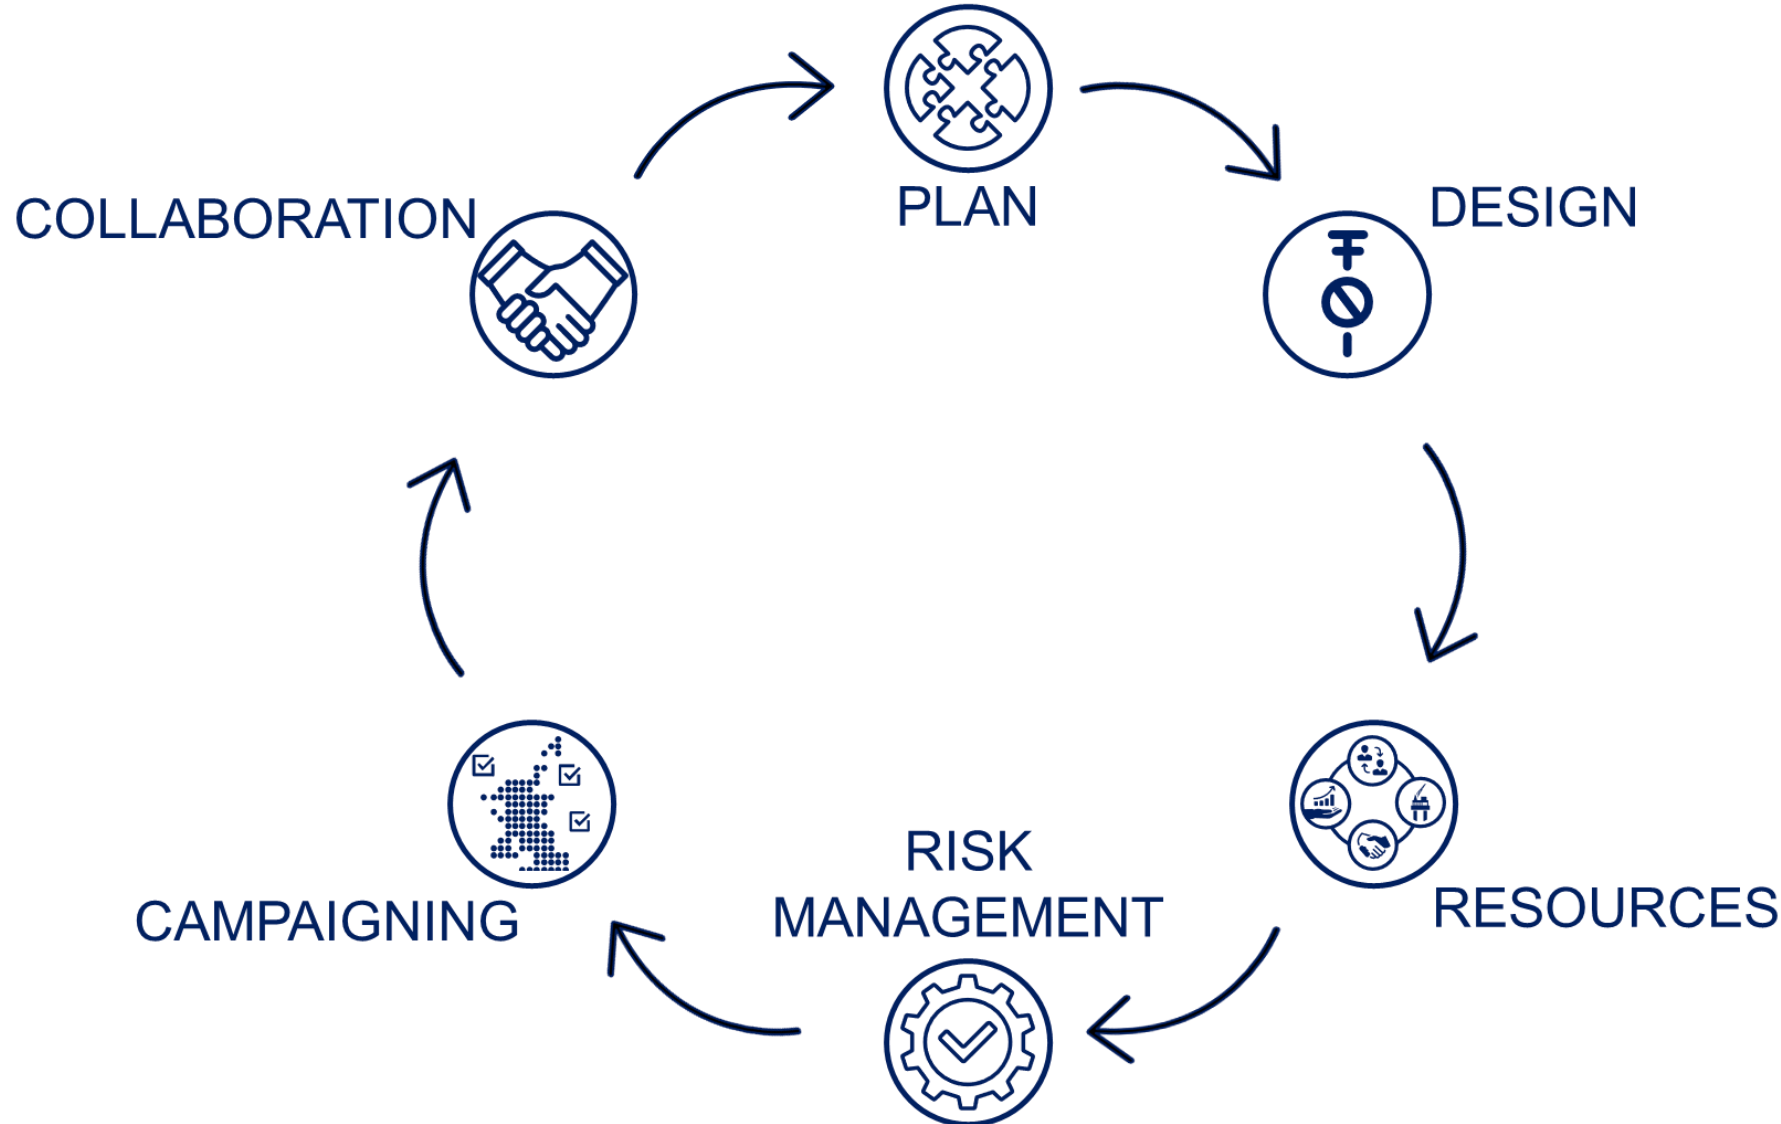 PLAN
DESIGN
RESOURCES
RISK
MANAGEMENT
CAMPAIGNING
COLLABORATION